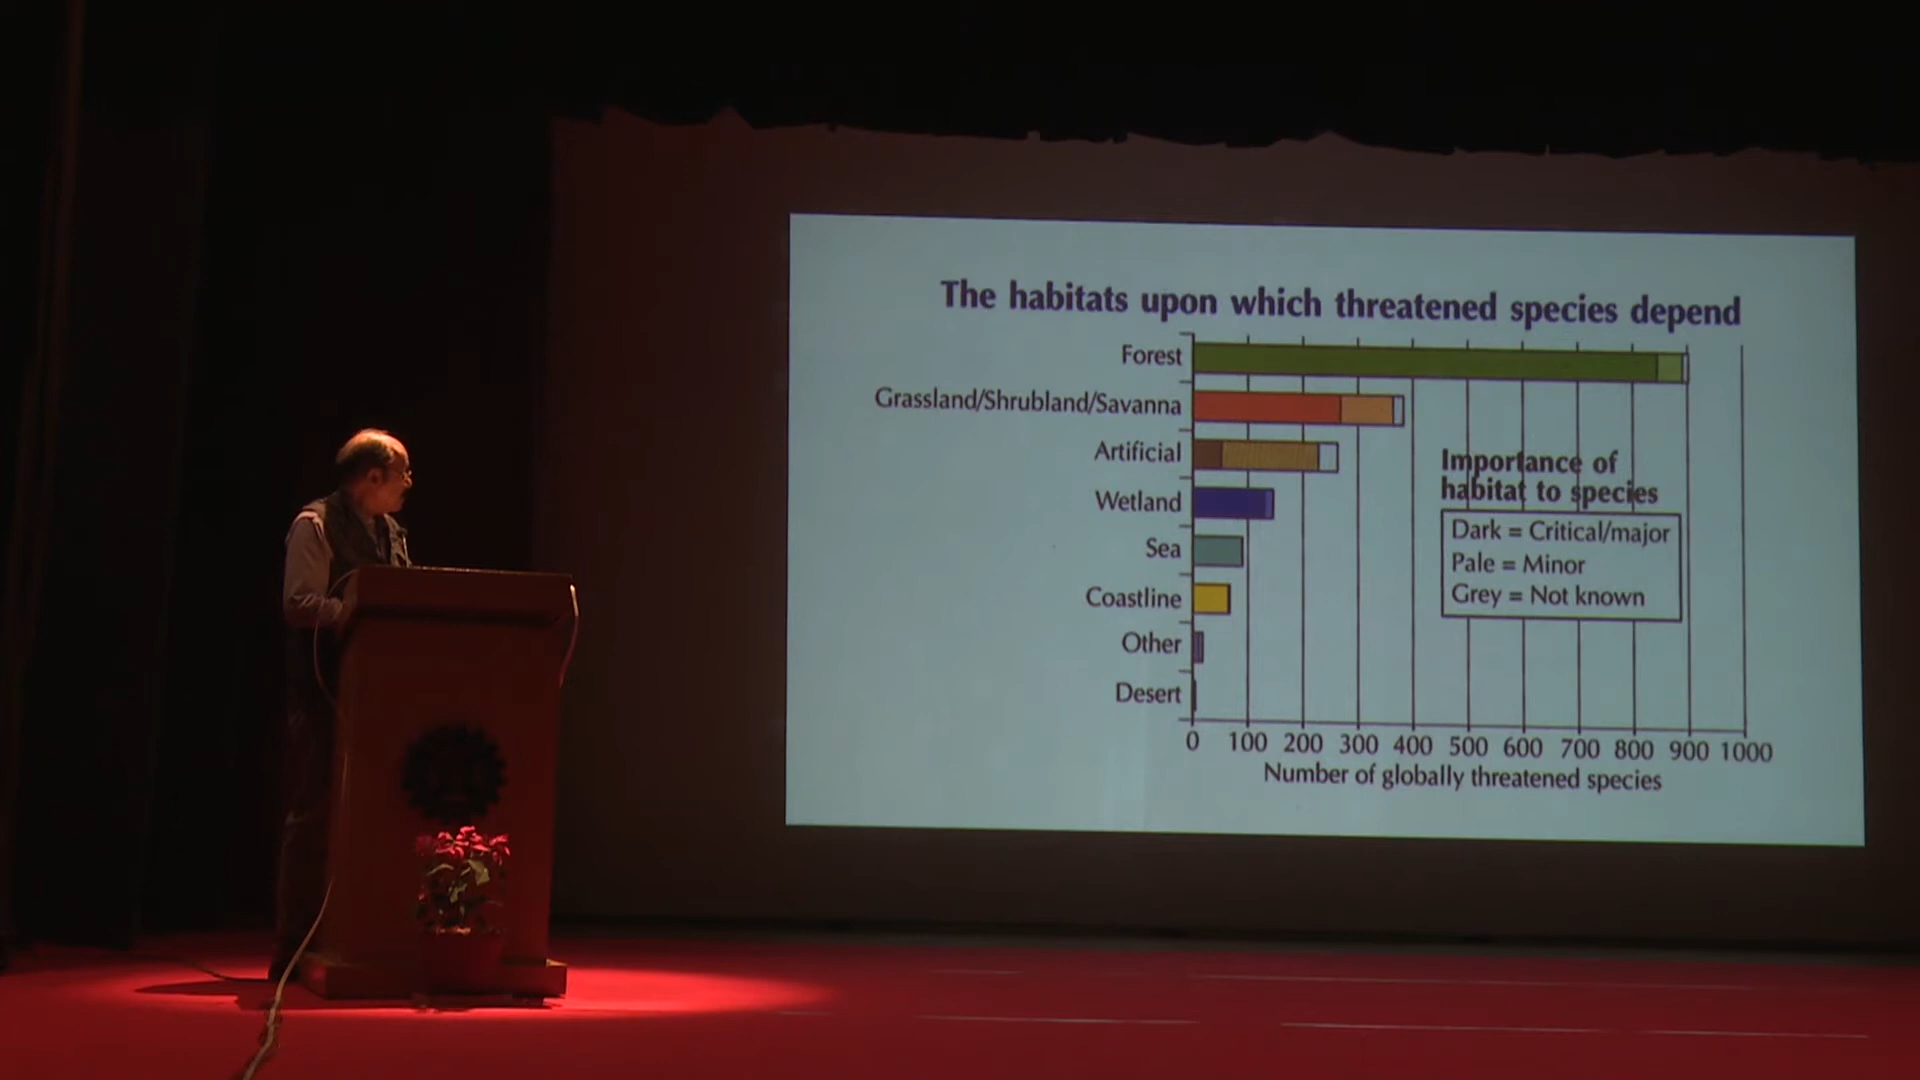 The habitats upon which threatened species depend
Forest
Grassland/Shrubland/Savanna
Artificial
Wetland
Sea
Coastline
Other
Desert
Importance of
habitat to species
Dark = Critical/major
Pale = Minor
Grey = Not known
0 100 200 300 400 500 600 700 800 900 1000
Number of globally threatened species